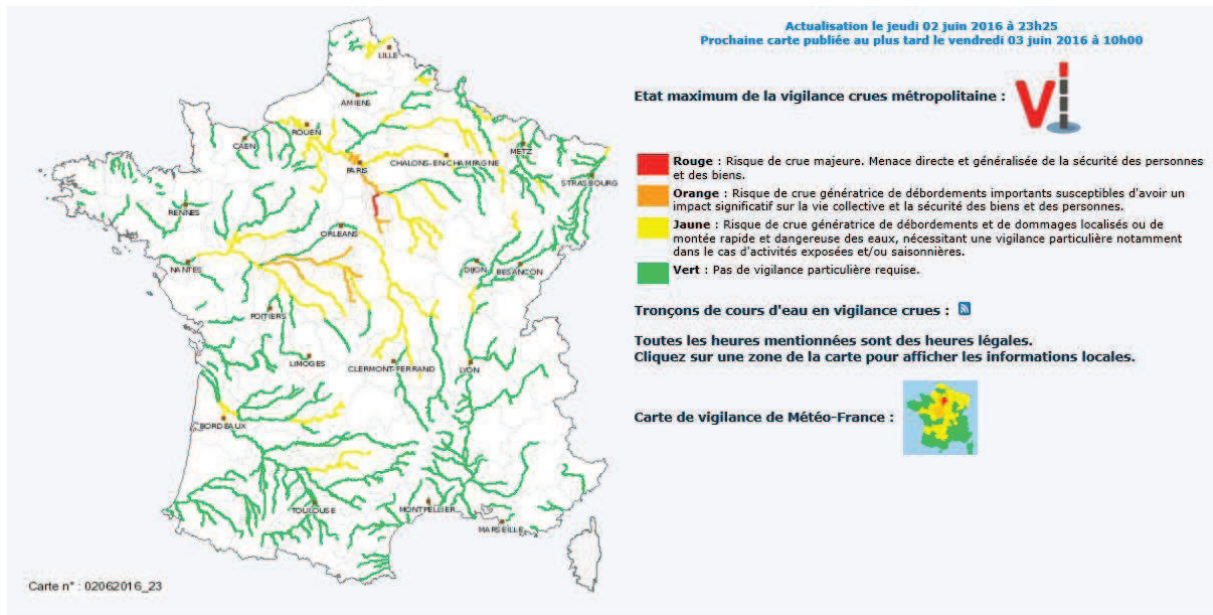 Actualisation le jeudi 02 juin 2016 à 23h25
Prochaine carte publiée au plus tard le vendredi 03 juin 2016 à 10h00
Etat maximum de la vigilance crues métropolitaine :
Vi
Rouge : Risque de crue majeure. Menace directe et généralisée de la sécurité des personnes
et des biens.
Orange : Risque de crue génératrice de débordements importants susceptibles d'avoir un
impact significatif sur la vie collective et la sécurité des biens et des personnes.
Jaune : Risque de crue génératrice de débordements et de dommages localisés ou de
montée rapide et dangereuse des eaux, nécessitant une vigilance particulière notamment
dans le cas d'activités exposées et/ou saisonnières.
Vert : Pas de vigilance particulière requise.
Tronçons de cours d'eau en vigilance crues :
Toutes les heures mentionnées sont des heures légales.
Cliquez sur une zone de la carte pour afficher les informations locales.
Carte de vigilance de Météo-France :
LILLE
AMIENS
ROUEN
CAEN
METZ
CHALONS-EN-CHAMPAGNE
PARIS
STRASBOURG
RENNES
ORLEANS
NANTES
DIJON
BESANCON
POITIERS
LIMOGES
CLERMONT-FERRAND
LYON
BORDEAUX
TOULOUSE
MONTPELLIER
MARSEILLE
Carte n° : 02062016_23